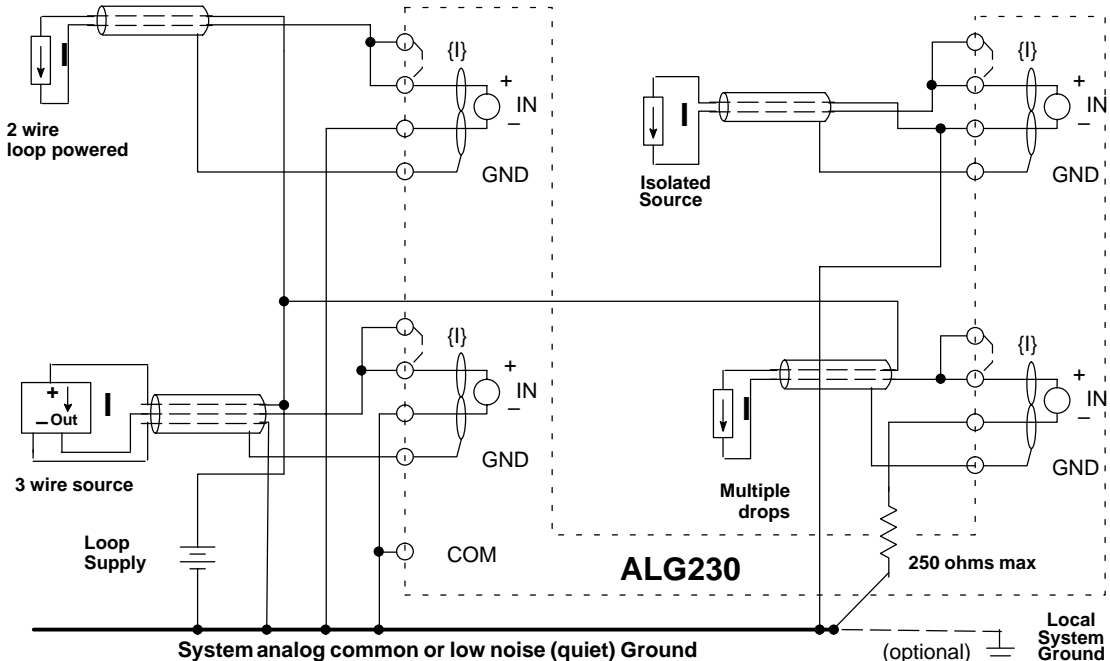 {I}
I
+
IN
–
2 wire
loop powered
GND
{I}
+
IN
–
I
Isolated
Source
GND
{I}
+
IN
–
+
– Out
I
GND
3 wire source
{I}
+
IN
–
I
GND
Multiple
drops
Loop
Supply
COM
ALG230
250 ohms max
System analog common or low noise (quiet) Ground
(optional)
Local
System
Ground